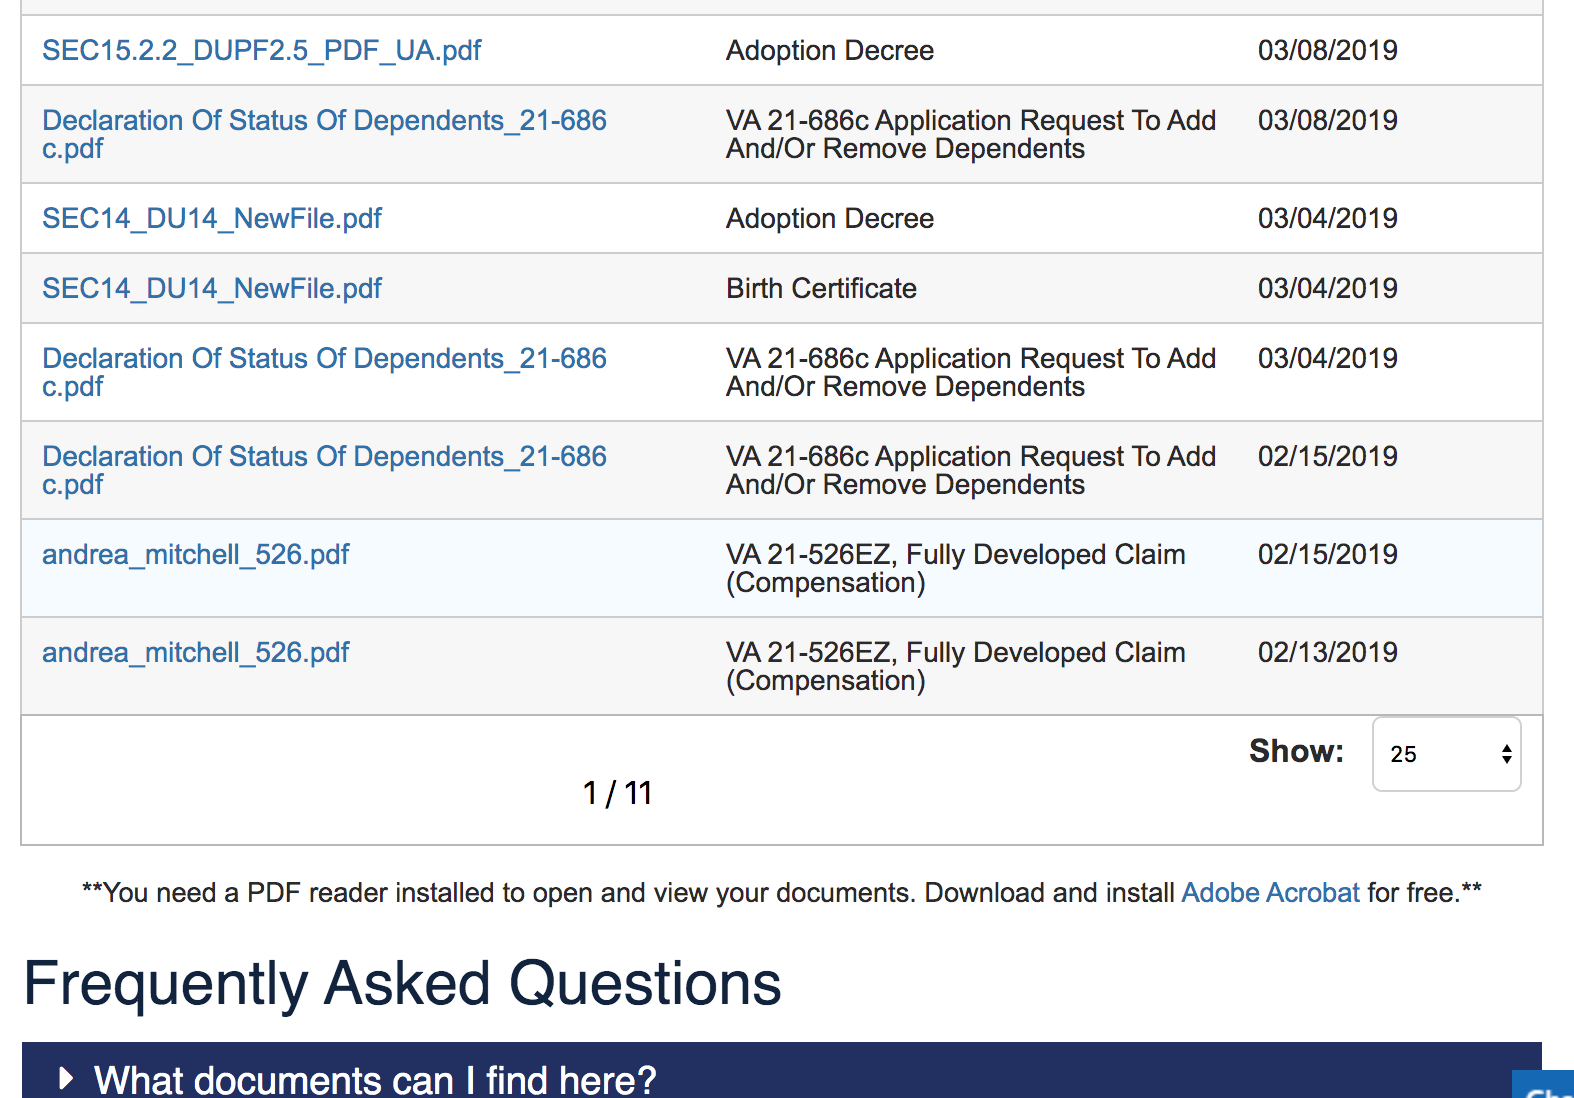 SEC15.2.2_DUPF2.5_PDF_UA.pdf Adoption Decree 03/08/2019
Declaration Of Status Of Dependents_21-686 VA 21-686c Application Request To Add 03/08/2019
c.pdf And/Or Remove Dependents
SEC14_DU14_NewFile.pdf Adoption Decree 03/04/2019
SEC14_DU14_NewFile.pdf Birth Certificate 03/04/2019
Declaration Of Status Of Dependents_21-686 VA 21-686c Application Request To Add 03/04/2019
c.pdf And/Or Remove Dependents
Declaration Of Status Of Dependents_21-686 VA 21-686c Application Request To Add 02/15/2019
c.pdf And/Or Remove Dependents
andrea_mitchell_526.pdf VA 21-526EZ, Fully Developed Claim 02/15/2019
(Compensation)
andrea_mitchell_526.pdf VA 21-526EZ, Fully Developed Claim 02/13/2019
(Compensation)
Show: 25
1 / 11
**You need a PDF reader installed to open and view your documents. Download and install Adobe Acrobat for free.**
Frequently Asked Questions
What documents can I find here?